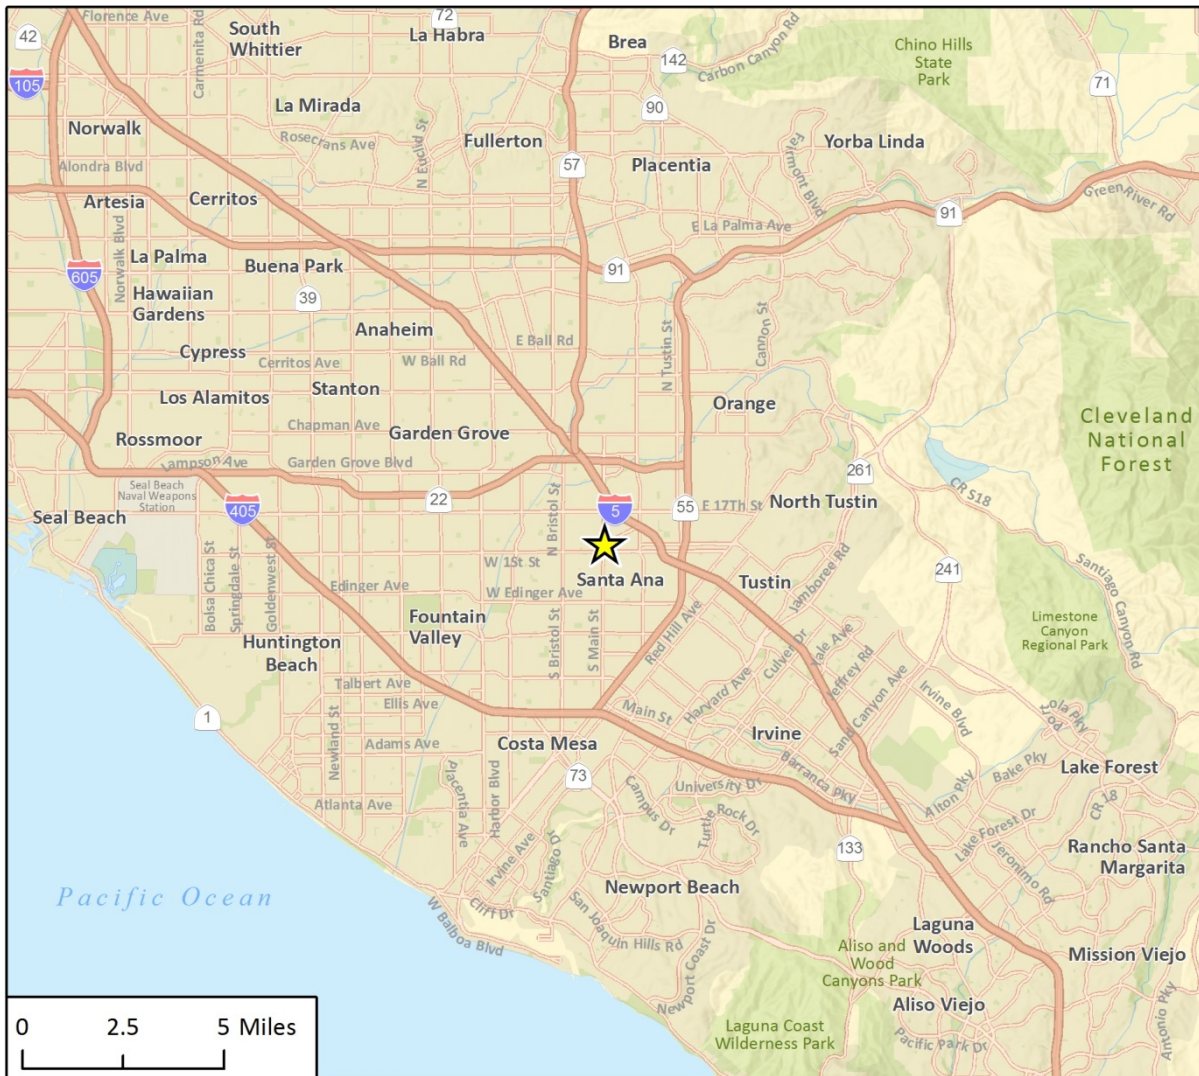 Florence Ave
72
42
Carmenita Rd
South
Whittier
La Habra
Brea
142
Carbon Canyon Rd
Chino Hills
State
Park
71
105
La Mirada
90
Norwalk
Rosecrans Ave
N Euclid St
Fullerton
57
Placentia
Fairmont Blvd
Yorba Linda
Alondra Blvd
Artesia
Cerritos
E La Palma Ave
91
Green River Rd
Norwalk Blvd
La Palma
Buena Park
605
91
39
Hawaiian
Gardens
Anaheim
E Ball Rd
N Tustin St
Cannon St
Cypress
Cerritos Ave
W Ball Rd
Stanton
Los Alamitos
Orange
Cleveland
National
Forest
Rossmoor
Chapman Ave
Garden Grove
Lampson Ave
Garden Grove Blvd
261
Seal Beach
Naval Weapons
Station
CR S18
22
N Bristol St
55
E 17Th St
North Tustin
Seal Beach
405
5
W 1St St
Santa Ana
Tustin
Jamboree Rd
241
Santiago Canyon Rd
Edinger Ave
W Edinger Ave
Bolsa Chica St
Springdale St
Goldenwest St
Fountain
Valley
Limestone
Canyon
Regional Park
Huntington
Beach
S Bristol St
S Main St
Red Hill Ave
Culver Dr
Yale Ave
Jeffrey Rd
Harvard Ave
Sand Canyon Ave
Irvine Blvd
Talbert Ave
Ellis Ave
1
Main St
Newland St
Adams Ave
Costa Mesa
Irvine
73
Barranca Pky
Bake Pky
Lake Forest
Placentia Ave
Harbor Blvd
University Dr
Alton Pky
CR 18
Atlanta Ave
Campus Dr
Turtle
Rock Dr
Lake Forest Dr
Irvine Ave
Santiago Dr
133
Jeronimo Rd
Rancho Santa
Margarita
Pacific Ocean
Newport Beach
Cliff Dr
W Balboa Blvd
San Joaquin Hills Rd
Newport Coast Dr
Laguna
Woods
Aliso and
Wood
Canyons Park
Mission Viejo
Aliso Viejo
Antonio Pky
Laguna Coast
Wilderness Park
Pacific Park Dr
0 2.5 5 Miles